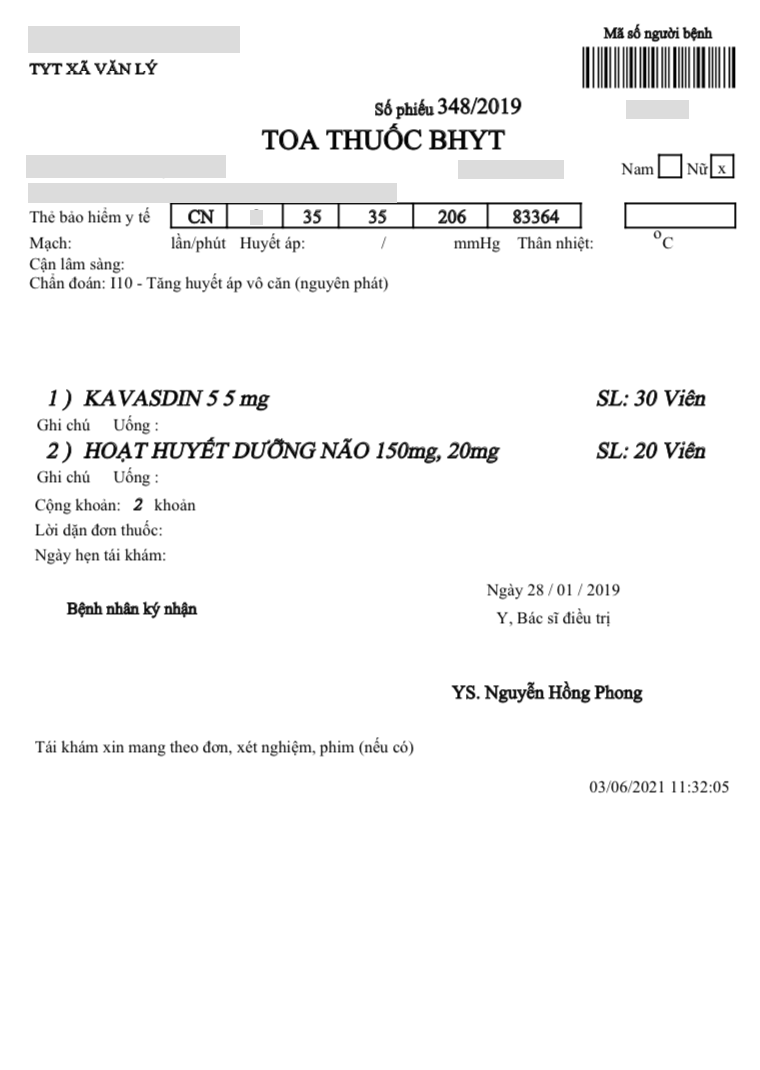 Mã số người bệnh
TYT XÃ VĂN LÝ
Số phiếu 348/2019
TOA THUỐC BHYT
Nam Nữ x
Thẻ bảo hiểm y tế CN 35 35 206 83364
Mạch: lần/phút Huyết áp: / mmHg Thân nhiệt: °C
Cận lâm sàng:
Chẩn đoán: I10 - Tăng huyết áp vô căn (nguyên phát)
1 ) KAVASDIN 5 5 mg SL: 30 Viên
Ghi chú Uống :
2 ) HOẠT HUYẾT DƯỠNG NÃO 150mg, 20mg SL: 20 Viên
Ghi chú Uống :
Cộng khoản: 2 khoản
Lời dặn đơn thuốc:
Ngày hẹn tái khám:
Ngày 28 / 01 / 2019
Bệnh nhân ký nhận
Y, Bác sĩ điều trị
YS. Nguyễn Hồng Phong
Tái khám xin mang theo đơn, xét nghiệm, phim (nếu có)
03/06/2021 11:32:05